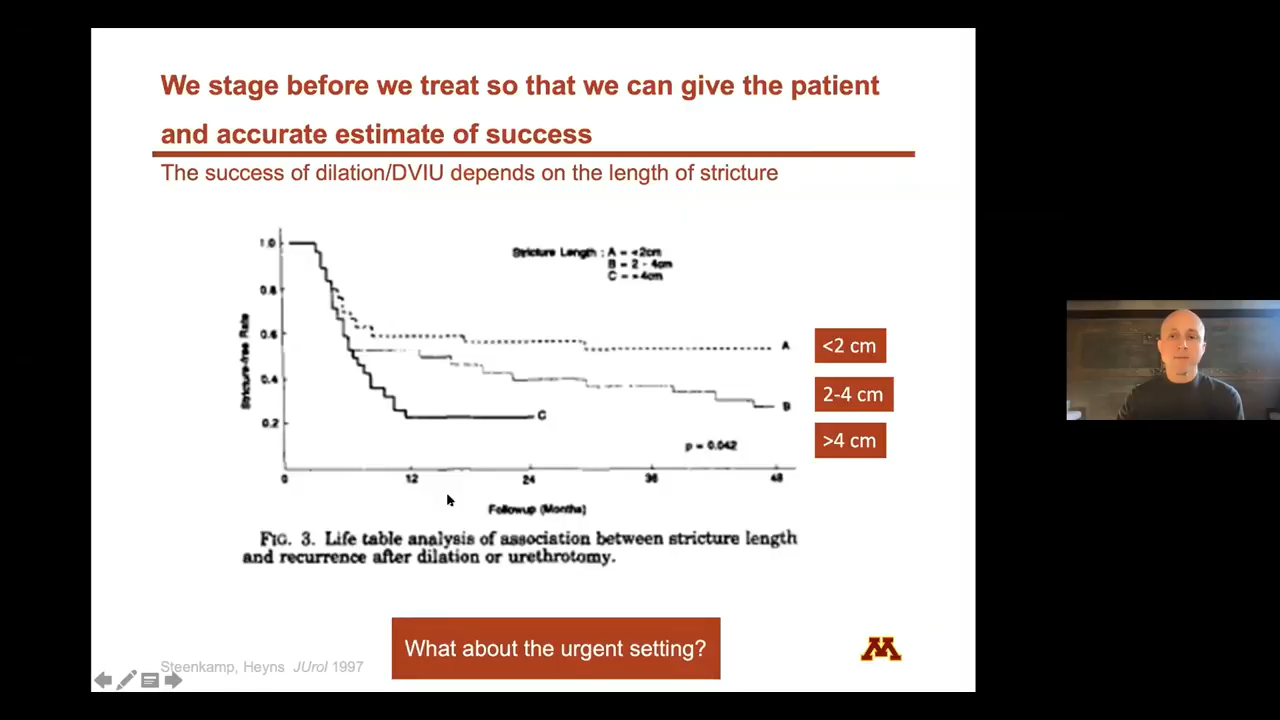 We stage before we treat so that we can give the patient
and accurate estimate of success
The success of dilation/DVIU depends on the length of stricture
Stricture Length : A = <2cm
B = 2 - 4cm
C = >4cm
1.0
0.8
0.6
0.4
0.2
Stricture-free Rate
A
B
C
p = 0.042
0 12 24 36 48
Followup (Months)
<2 cm
2-4 cm
>4 cm
FIG. 3. Life table analysis of association between stricture length
and recurrence after dilation or urethrotomy.
What about the urgent setting?
Steenkamp, Heyns JUrol 1997
M